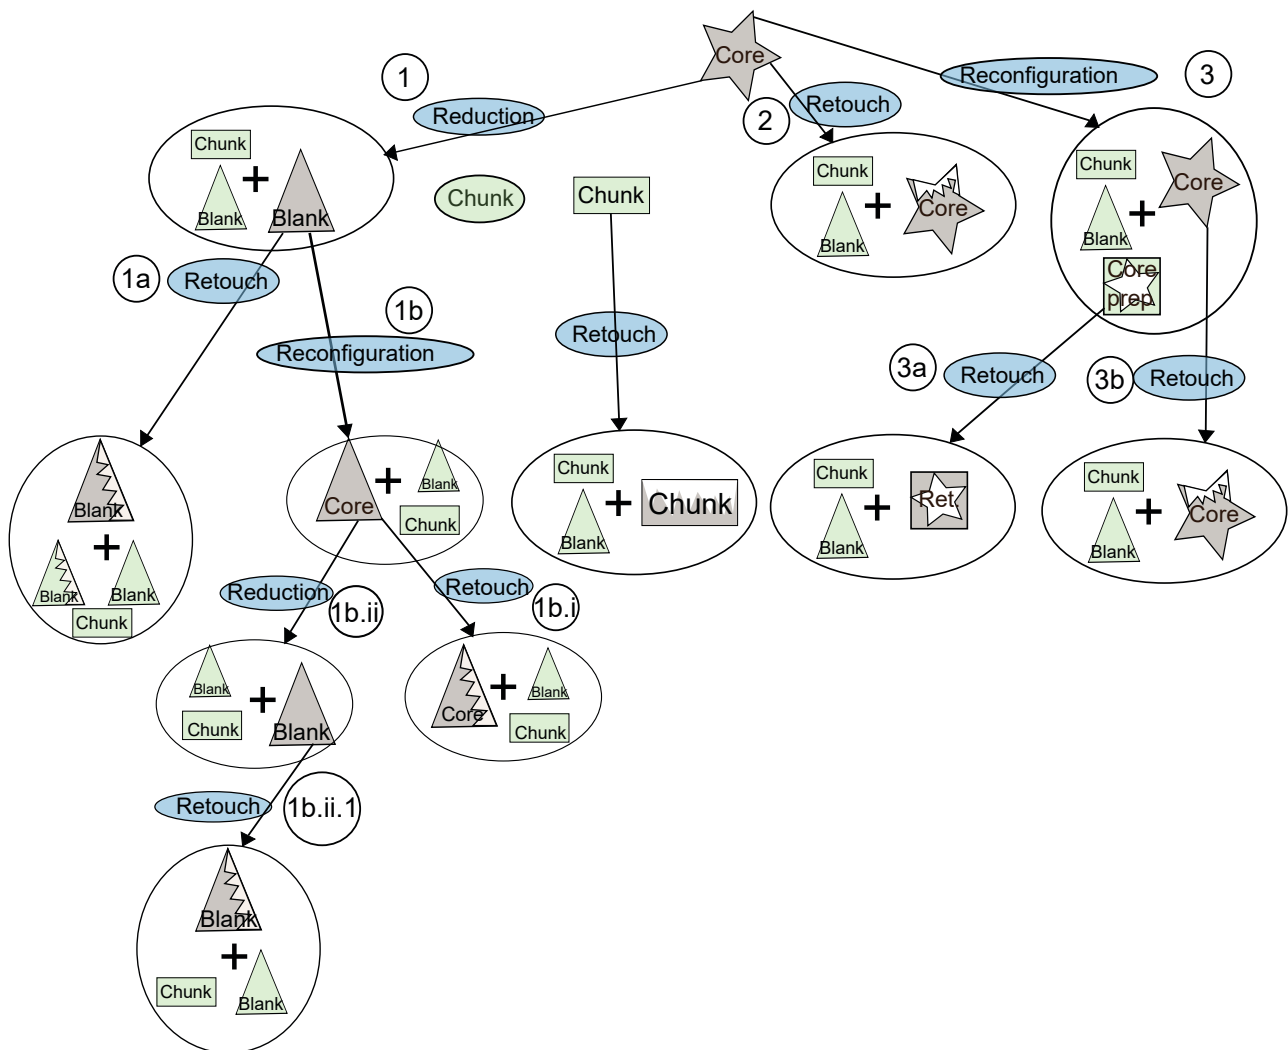 Core
1
Reduction
2
Retouch
Reconfiguration
3
Chunk
+
Blank
Blank
Chunk
Chunk
Chunk
+
Blank
Core
Chunk
+
Blank
Core
Core
prep
1a
Retouch
1b
Reconfiguration
Retouch
3a
Retouch
3b
Retouch
Blank
+
Blank
Blank
Chunk
Core
+
Blank
Chunk
Chunk
+
Blank
Chunk
Chunk
+
Blank
Ret.
Chunk
+
Blank
Core
Reduction
1b.ii
Retouch
1b.i
Blank
+
Chunk
Blank
Core
+
Blank
Chunk
Retouch
1b.ii.1
Blank
+
Chunk
Blank